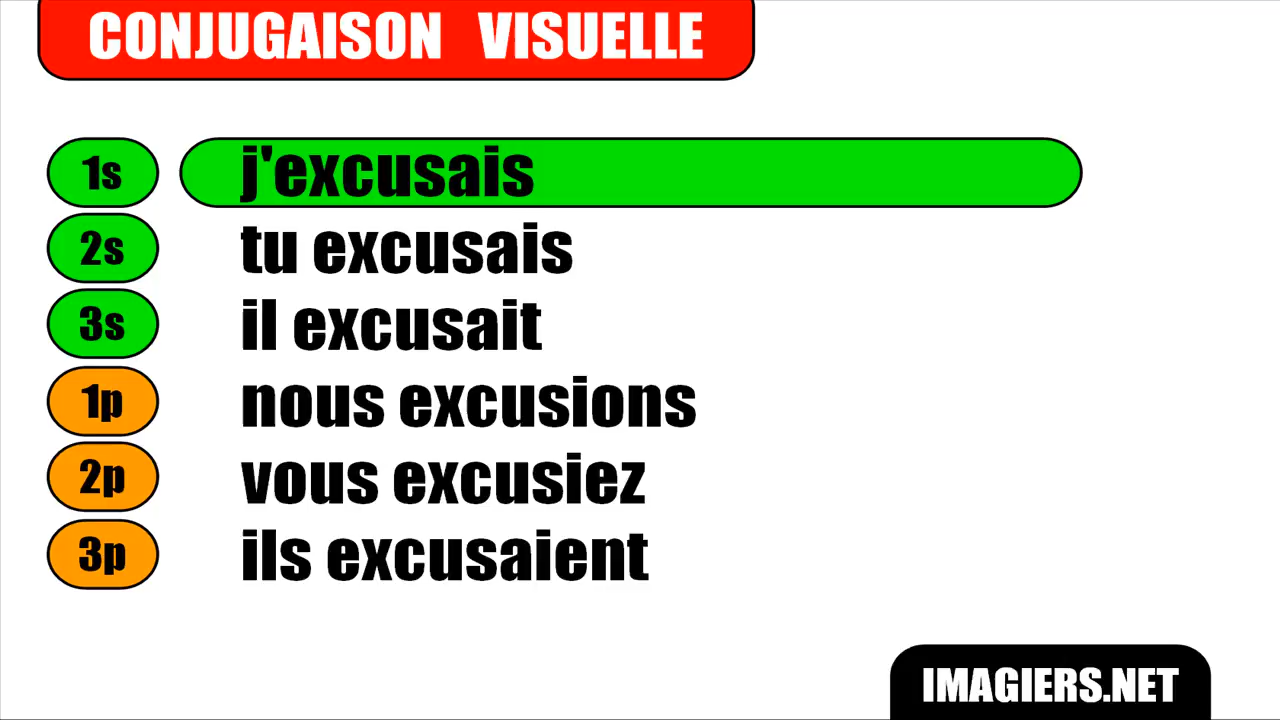 CONJUGAISON VISUELLE
1s j'excusais
2s tu excusais
3s il excusait
1p nous excusions
2p vous excusiez
3p ils excusaient
IMAGIERS.NET